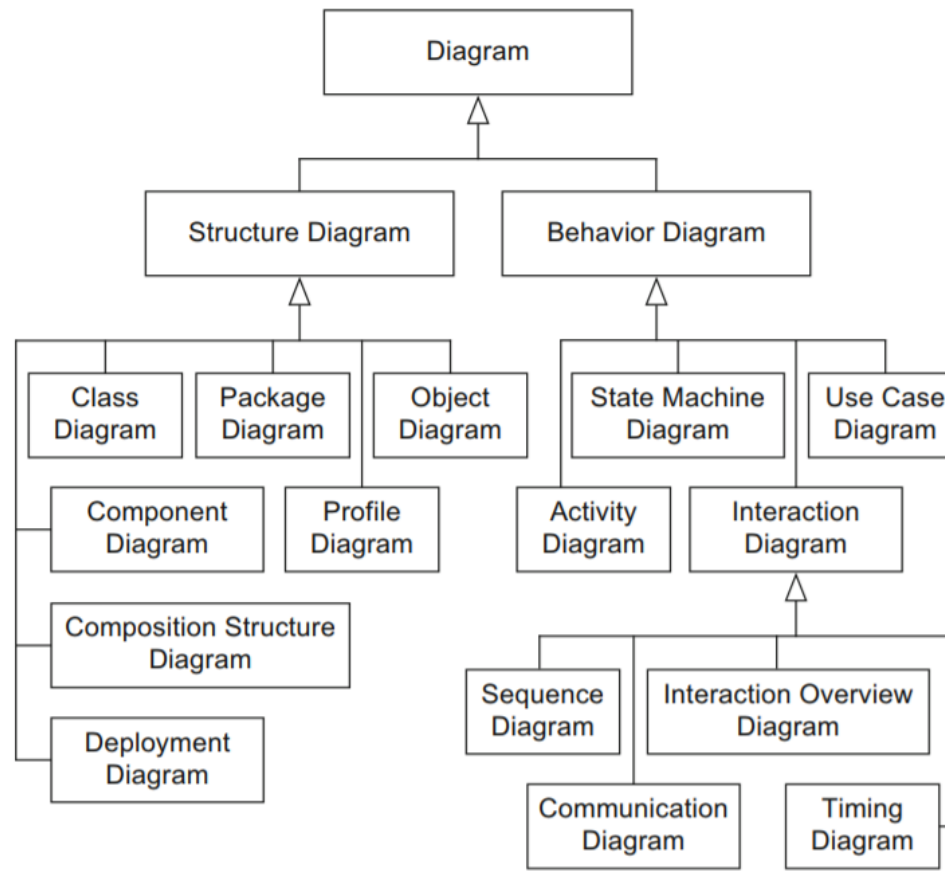 Diagram
Structure Diagram
Behavior Diagram
Class
Diagram
Package
Diagram
Object
Diagram
State Machine
Diagram
Use Case
Diagram
Component
Diagram
Profile
Diagram
Activity
Diagram
Interaction
Diagram
Composition Structure
Diagram
Sequence
Diagram
Interaction Overview
Diagram
Deployment
Diagram
Communication
Diagram
Timing
Diagram